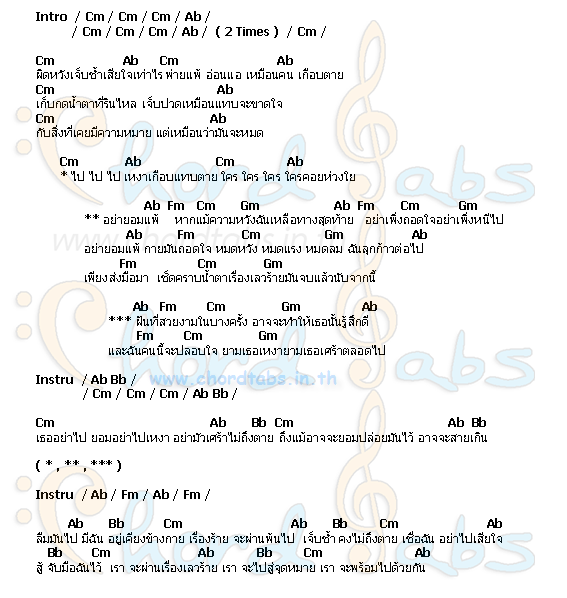 Intro / Cm / Cm / Cm / Ab /
/ Cm / Cm / Cm / Ab / ( 2 Times ) / Cm /
Cm Ab Cm Ab
ผิดหวังเจ็บช้ำเสียใจเท่าไร พ่ายแพ้ อ่อนแอ เหมือนคน เกือบตาย
Cm Ab
เก็บกดน้ำตาที่รินไหล เจ็บปวดเหมือนแทบจะขาดใจ
Cm Ab
กับสิ่งที่เคยมีความหมาย แต่เหมือนว่ามันจะหมด
Cm Ab Cm Ab
* ไป ไป ไป เหงาเกือบแทบตาย ใคร ใคร ใคร ใครคอยห่วงใย
Ab Fm Cm Gm Ab Fm Cm Gm
** อย่ายอมแพ้ หากแม้ความหวังฉันเหลือทางสุดท้าย อย่าเพิ่งถอดใจอย่าเพิ่งหนีไป
Ab Fm Cm Gm Ab
อย่ายอมแพ้ กายมันถอดใจ หมดหวัง หมดแรง หมดลม ฉันลุกก้าวต่อไป
Fm Cm Gm
เพียงส่งมือมา เช็ดคราบน้ำตาเรื่องเลวร้ายมันจบแล้วนับจากนี้
Ab Fm Cm Gm Ab
*** ฝันที่สวยงามในบางครั้ง อาจจะทำให้เธอนั้นรู้สึกดี
Fm Cm Gm
และฉันคนนี้จะปลอบใจ ยามเธอเหงายามเธอเศร้าตลอดไป
Instru / Ab Bb /
/ Cm / Cm / Cm / Ab Bb /
www.chordtabs.in.th
Cm Ab Bb Cm Ab Bb
เธออย่าไป ยอมอย่าไปเหงา อย่ามัวเศร้าไม่ถึงตาย ถึงแม้อาจจะยอมปล่อยมันไว้ อาจจะสายเกิน
( * , ** , *** )
Instru / Ab / Fm / Ab / Fm /
Ab Bb Cm Ab Bb Cm Ab
ลืมมันไป มีฉัน อยู่เคียงข้างกาย เรื่องร้าย จะผ่านพ้นไป เจ็บช้ำ คงไม่ถึงตาย เชื่อฉัน อย่าไปเสียใจ
Bb Cm Ab Bb Cm Ab
สู้ จับมือฉันไว้ เรา จะผ่านเรื่องเลวร้าย เรา จะไปสู่จุดหมาย เรา จะพร้อมไปด้วยกัน